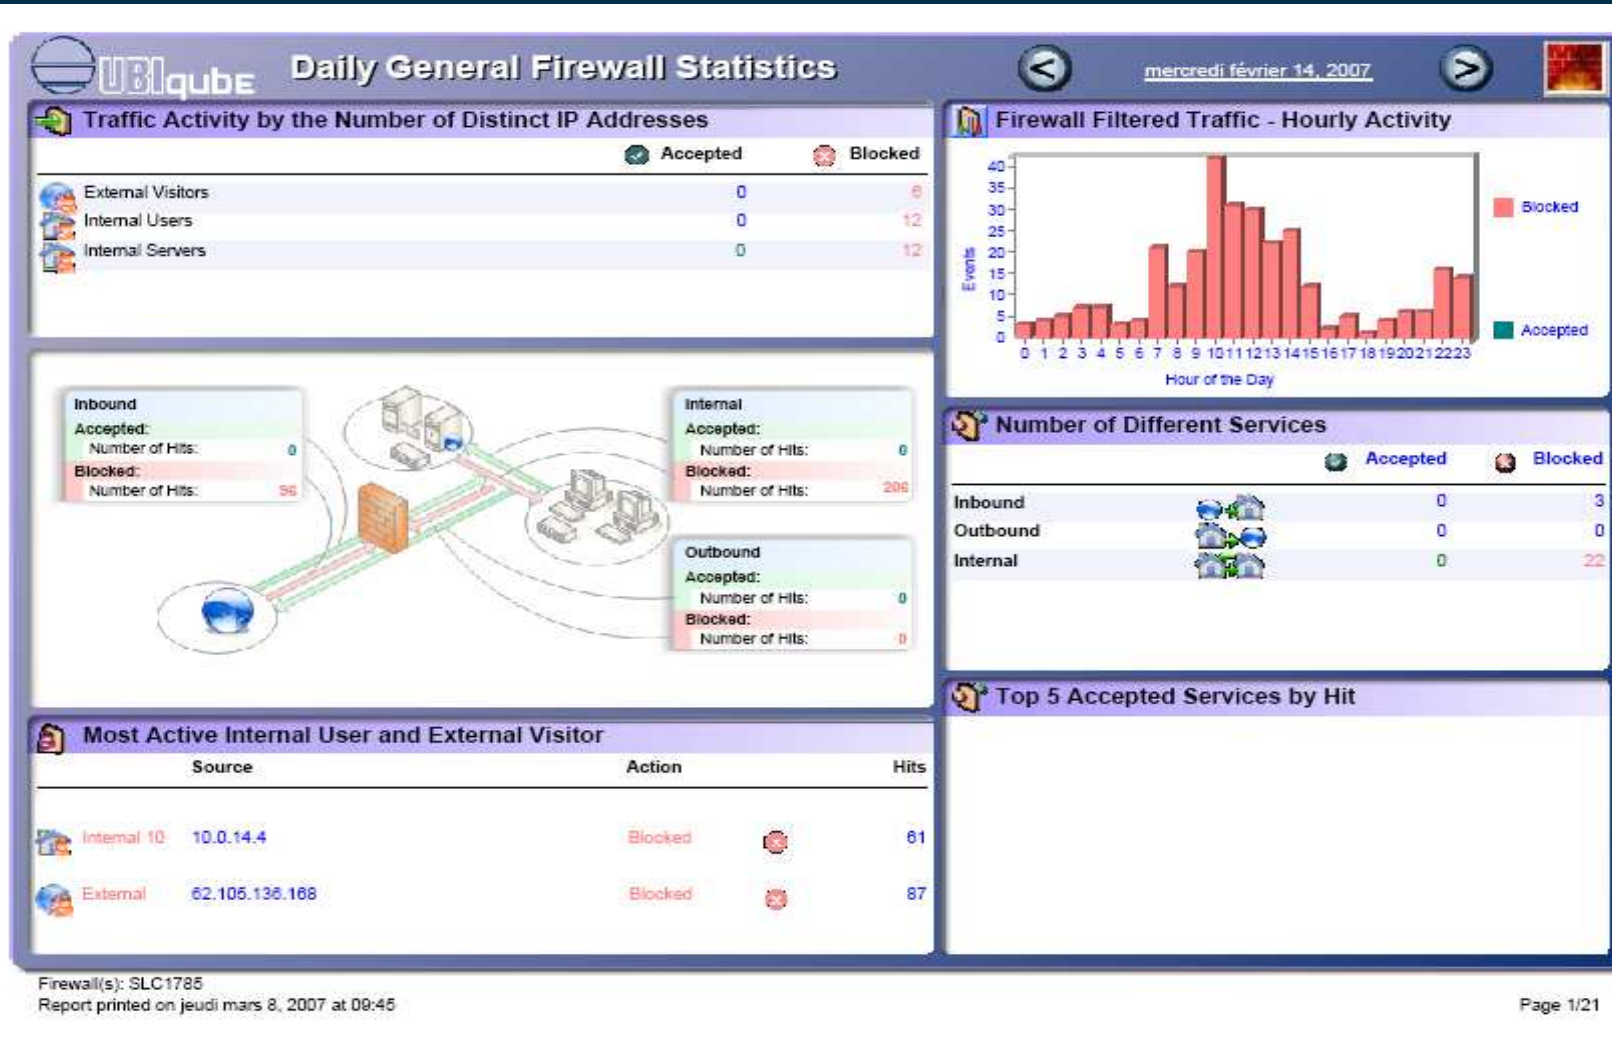 UBIqube
Daily General Firewall Statistics
mercredi février 14, 2007
Traffic Activity by the Number of Distinct IP Addresses
Accepted Blocked
External Visitors 0 6
Internal Users 0 12
Internal Servers 0 12
Firewall Filtered Traffic - Hourly Activity
40
35
30
25
20
15
10
5
0
Events
0 1 2 3 4 5 6 7 8 9 10 11 12 13 14 15 16 17 18 19 20 21 22 23
Hour of the Day
Blocked
Accepted
Inbound
Accepted:
Number of Hits: 0
Blocked:
Number of Hits: 96
Internal
Accepted:
Number of Hits: 0
Blocked:
Number of Hits: 206
Outbound
Accepted:
Number of Hits: 0
Blocked:
Number of Hits: 0
Number of Different Services
Accepted Blocked
Inbound 0 3
Outbound 0 0
Internal 0 22
Most Active Internal User and External Visitor
Source Action Hits
Internal 10 10.0.14.4 Blocked 61
External 62.105.136.168 Blocked 87
Top 5 Accepted Services by Hit
Firewall(s): SLC1785
Report printed on jeudi mars 8, 2007 at 09:45
Page 1/21